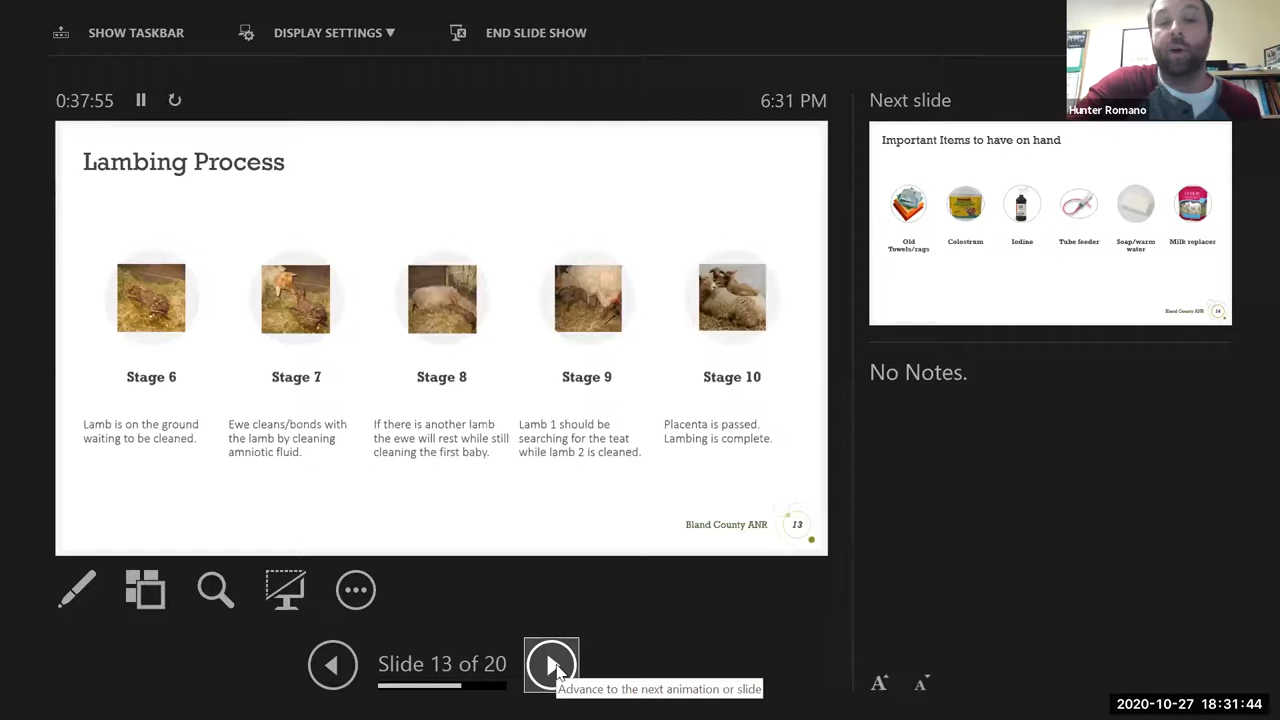 SHOW TASKBAR
DISPLAY SETTINGS ▼
END SLIDE SHOW
0:37:55
6:31 PM
Next slide
Hunter Romano
Lambing Process
Stage 6
Stage 7
Stage 8
Stage 9
Stage 10
Lamb is on the ground
waiting to be cleaned.
Ewe cleans/bonds with
the lamb by cleaning
amniotic fluid.
If there is another lamb
the ewe will rest while still
cleaning the first baby.
Lamb 1 should be
searching for the teat
while lamb 2 is cleaned.
Placenta is passed.
Lambing is complete.
Bland County ANR
13
Important Items to have on hand
Old
Towels/rags
Colostrum
Iodine
Tube feeder
Soap/warm
water
Milk replacer
Bland County ANR
14
No Notes.
Slide 13 of 20
Advance to the next animation or slide
A A
2020-10-27 18:31:44